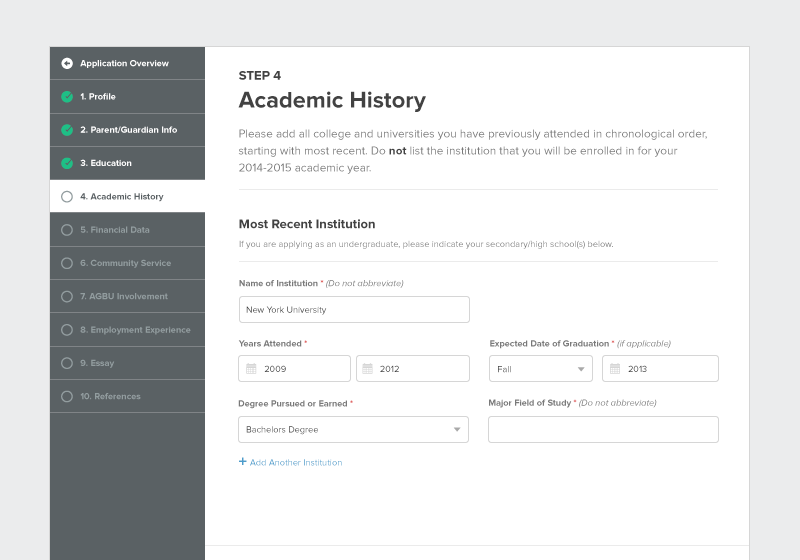 Application Overview
1. Profile
2. Parent/Guardian Info
3. Education
4. Academic History
5. Financial Data
6. Community Service
7. AGBU Involvement
8. Employment Experience
9. Essay
10. References
STEP 4
Academic History
Please add all college and universities you have previously attended in chronological order,
starting with most recent. Do not list the institution that you will be enrolled in for your
2014-2015 academic year.
Most Recent Institution
If you are applying as an undergraduate, please indicate your secondary/high school(s) below.
Name of Institution * (Do not abbreviate)
New York University
Years Attended *
2009 2012
Expected Date of Graduation * (if applicable)
Fall 2013
Degree Pursued or Earned *
Bachelors Degree
Major Field of Study * (Do not abbreviate)
+ Add Another Institution